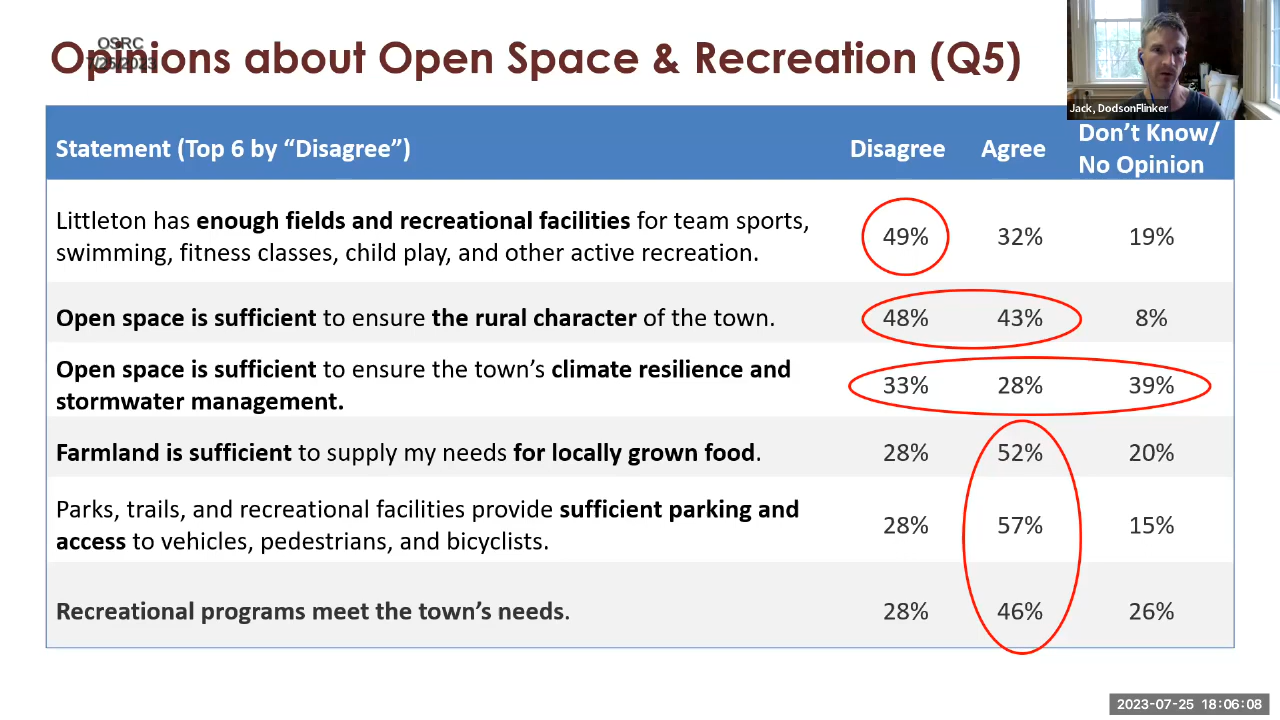 Opinions about Open Space & Recreation (Q5)
OSRC
7/25/2023
Jack, DodsonFlinker
Statement (Top 6 by “Disagree”) Disagree Agree Don’t Know/
No Opinion
Littleton has enough fields and recreational facilities for team sports,
swimming, fitness classes, child play, and other active recreation.
49% 32% 19%
Open space is sufficient to ensure the rural character of the town. 48% 43% 8%
Open space is sufficient to ensure the town’s climate resilience and
stormwater management.
33% 28% 39%
Farmland is sufficient to supply my needs for locally grown food. 28% 52% 20%
Parks, trails, and recreational facilities provide sufficient parking and
access to vehicles, pedestrians, and bicyclists.
28% 57% 15%
Recreational programs meet the town’s needs. 28% 46% 26%
2023-07-25 18:06:08